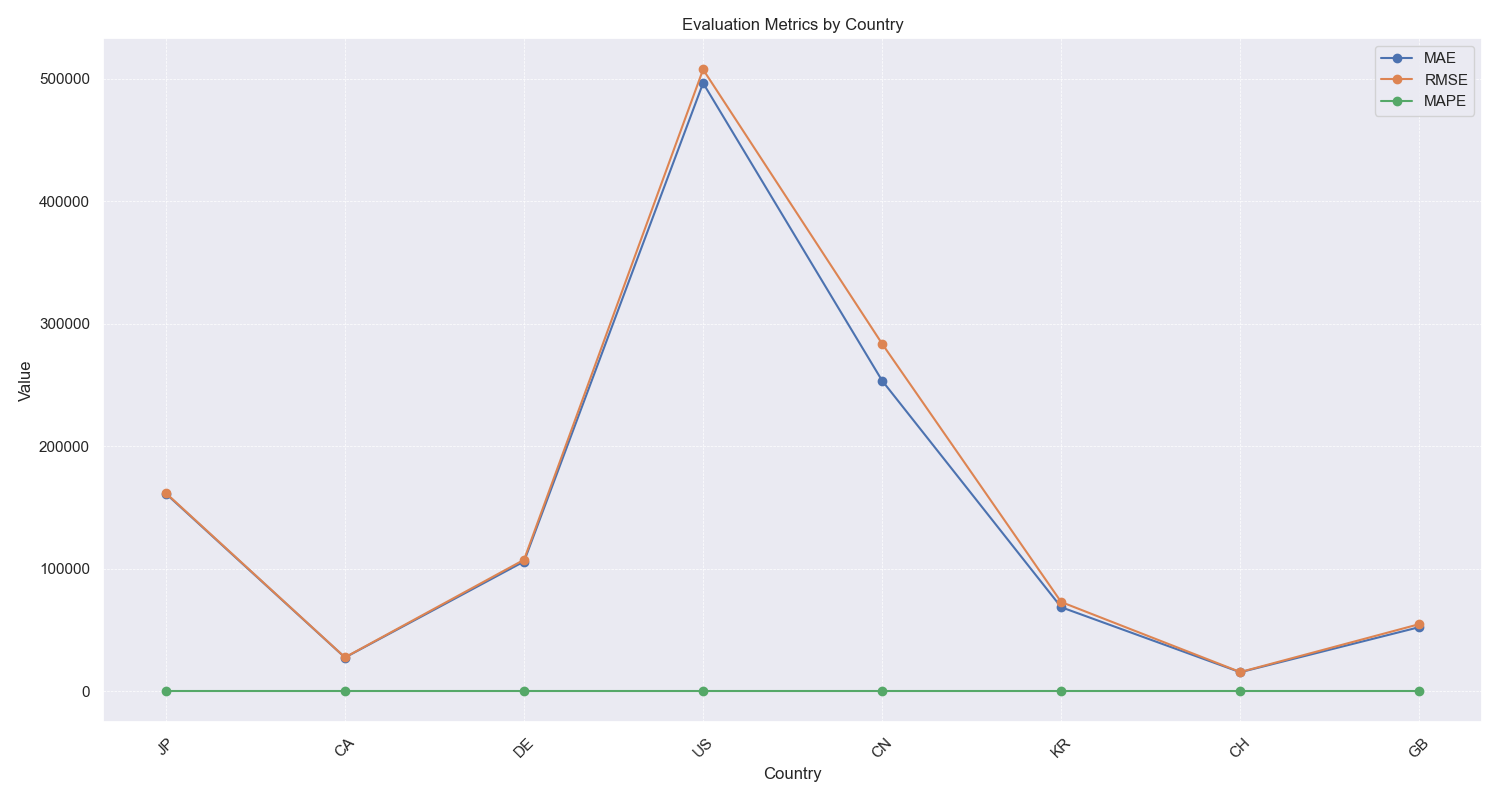 Evaluation Metrics by Country
MAE
RMSE
MAPE
Value
500000
400000
300000
200000
100000
0
JP
CA
DE
US
CN
KR
CH
GB
Country